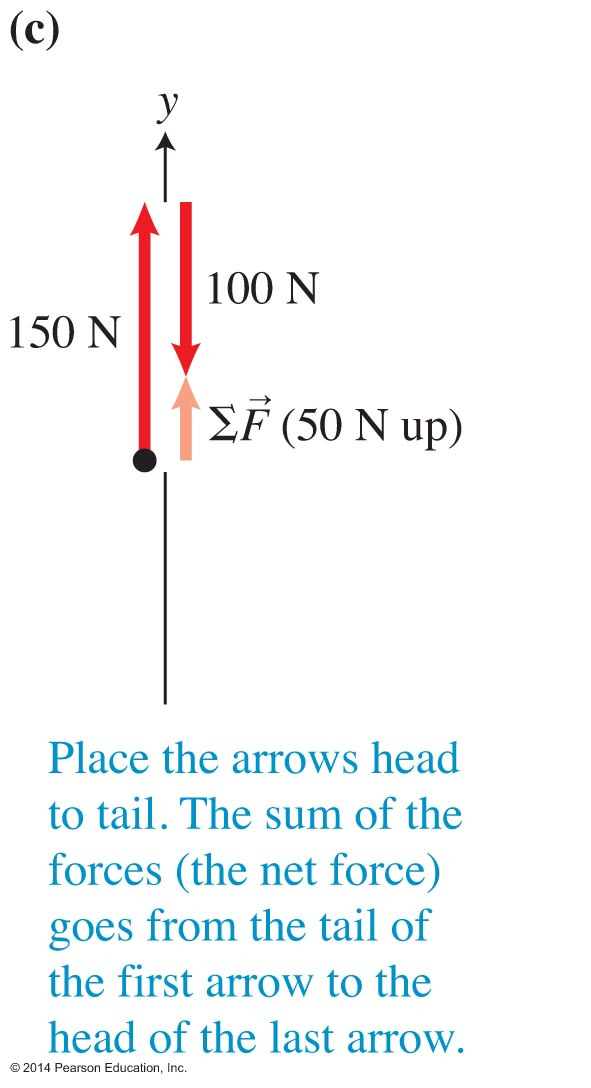 (c)
y
100 N
150 N
ΣF⃗ (50 N up)
Place the arrows head
to tail. The sum of the
forces (the net force)
goes from the tail of
the first arrow to the
head of the last arrow.
© 2014 Pearson Education, Inc.